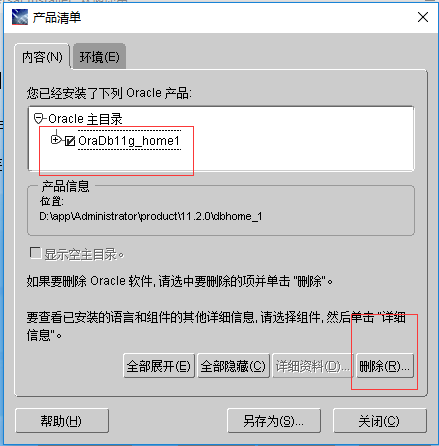 产品清单
内容(N)
环境(E)
您已经安装了下列 Oracle 产品:
Oracle 主目录
OraDb11g_home1
产品信息
位置:
D:\app\Administrator\product\11.2.0\dbhome_1
显示空主目录。
如果要删除 Oracle 软件, 请选中要删除的项并单击 "删除"。
要查看已安装的语言和组件的其他详细信息, 请选择组件, 然后单击 "详细
信息"。
全部展开(E) 全部隐藏(C) 详细资料(D)... 删除(R)...
帮助(H) 另存为(S)... 关闭(C)